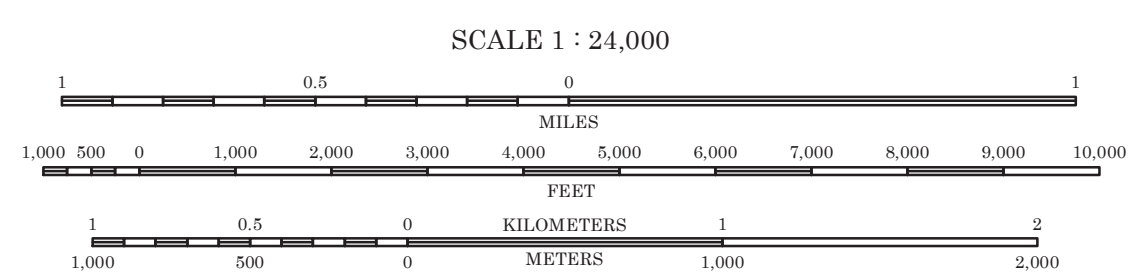 SCALE 1 : 24,000
1 0.5 0 1
MILES
1,000 500 0 1,000 2,000 3,000 4,000 5,000 6,000 7,000 8,000 9,000 10,000
FEET
1 0.5 0 KILOMETERS 1 2
1,000 500 0 METERS 1,000 2,000